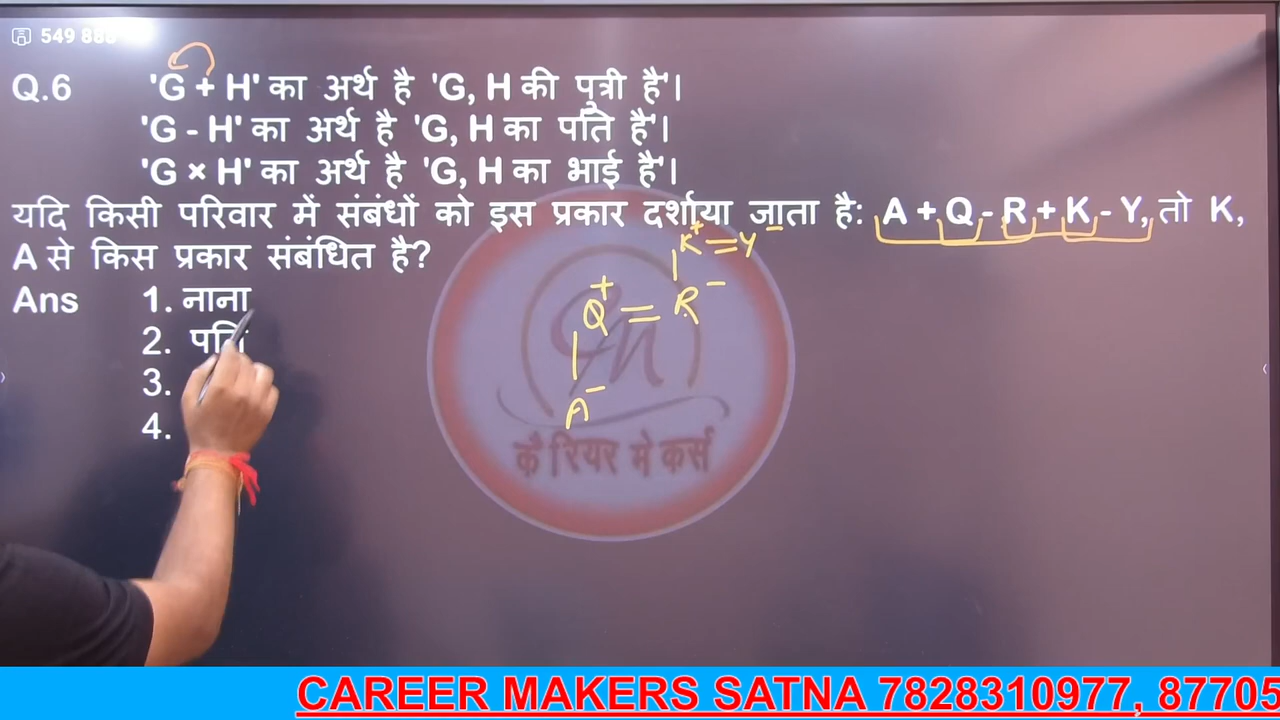 549 88
Q.6 'G + H' का अर्थ है 'G, H की पुत्री है'।
'G - H' का अर्थ है 'G, H का पति है'।
'G × H' का अर्थ है 'G, H का भाई है'।
यदि किसी परिवार में संबंधों को इस प्रकार दर्शाया जाता है: A + Q - R + K - Y, तो K,
A से किस प्रकार संबंधित है?
K+ = Y-
Ans 1. नाना
Q+ = R-
2. पति
3.
A-
4.
कैरियर मेकर्स
CAREER MAKERS SATNA 7828310977, 87705